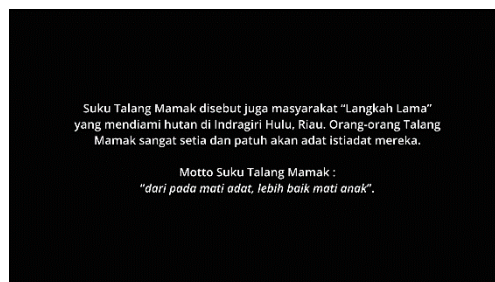 Suku Talang Mamak disebut juga masyarakat “Langkah Lama”
yang mendiami hutan di Indragiri Hulu, Riau. Orang-orang Talang
Mamak sangat setia dan patuh akan adat istiadat mereka.
Motto Suku Talang Mamak :
“dari pada mati adat, lebih baik mati anak”.